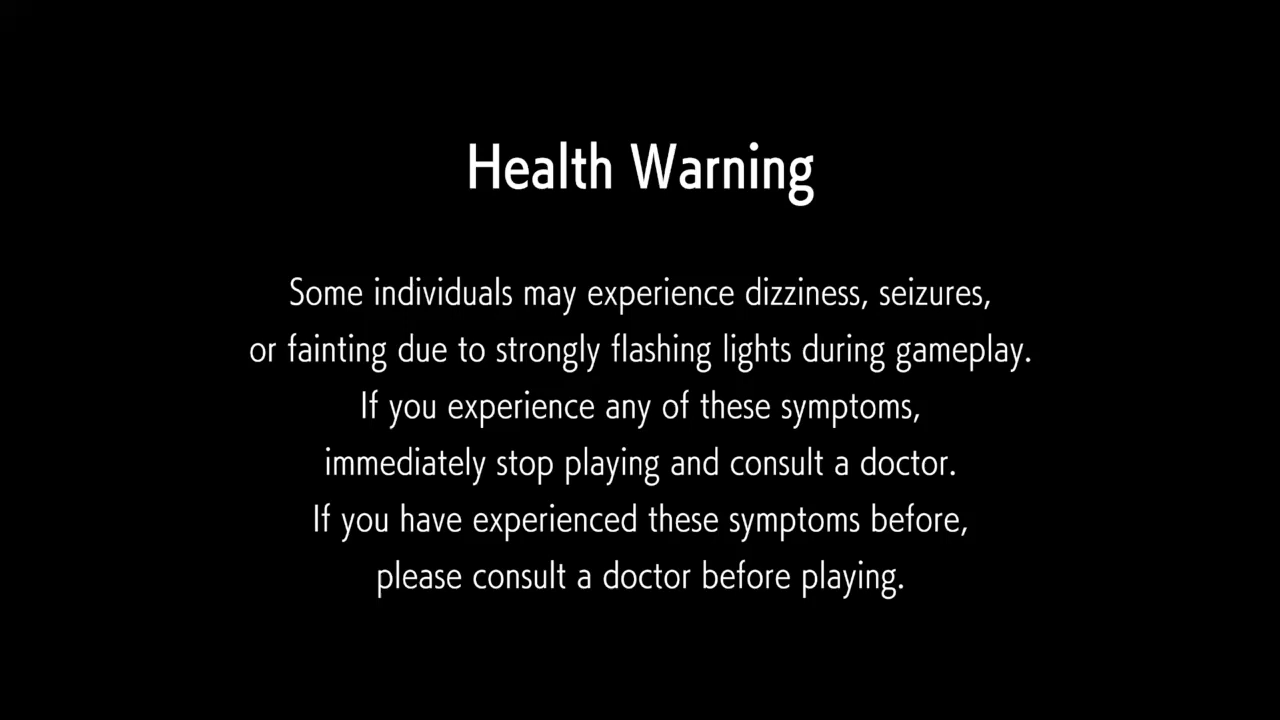 Health Warning
Some individuals may experience dizziness, seizures,
or fainting due to strongly flashing lights during gameplay.
If you experience any of these symptoms,
immediately stop playing and consult a doctor.
If you have experienced these symptoms before,
please consult a doctor before playing.